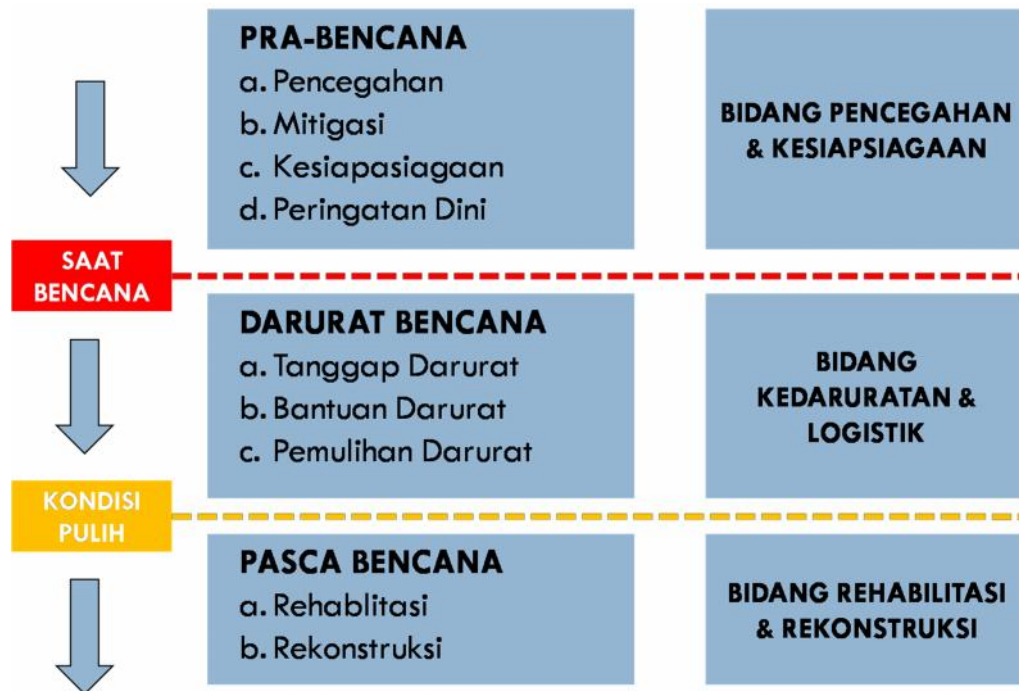 PRA-BENCANA
a. Pencegahan
b. Mitigasi
c. Kesiapasiagaan
d. Peringatan Dini
BIDANG PENCEGAHAN
& KESIAPSIAGAAN
SAAT
BENCANA
DARURAT BENCANA
a. Tanggap Darurat
b. Bantuan Darurat
c. Pemulihan Darurat
BIDANG
KEDARURATAN &
LOGISTIK
KONDISI
PULIH
PASCA BENCANA
a. Rehablitasi
b. Rekonstruksi
BIDANG REHABILITASI
& REKONSTRUKSI